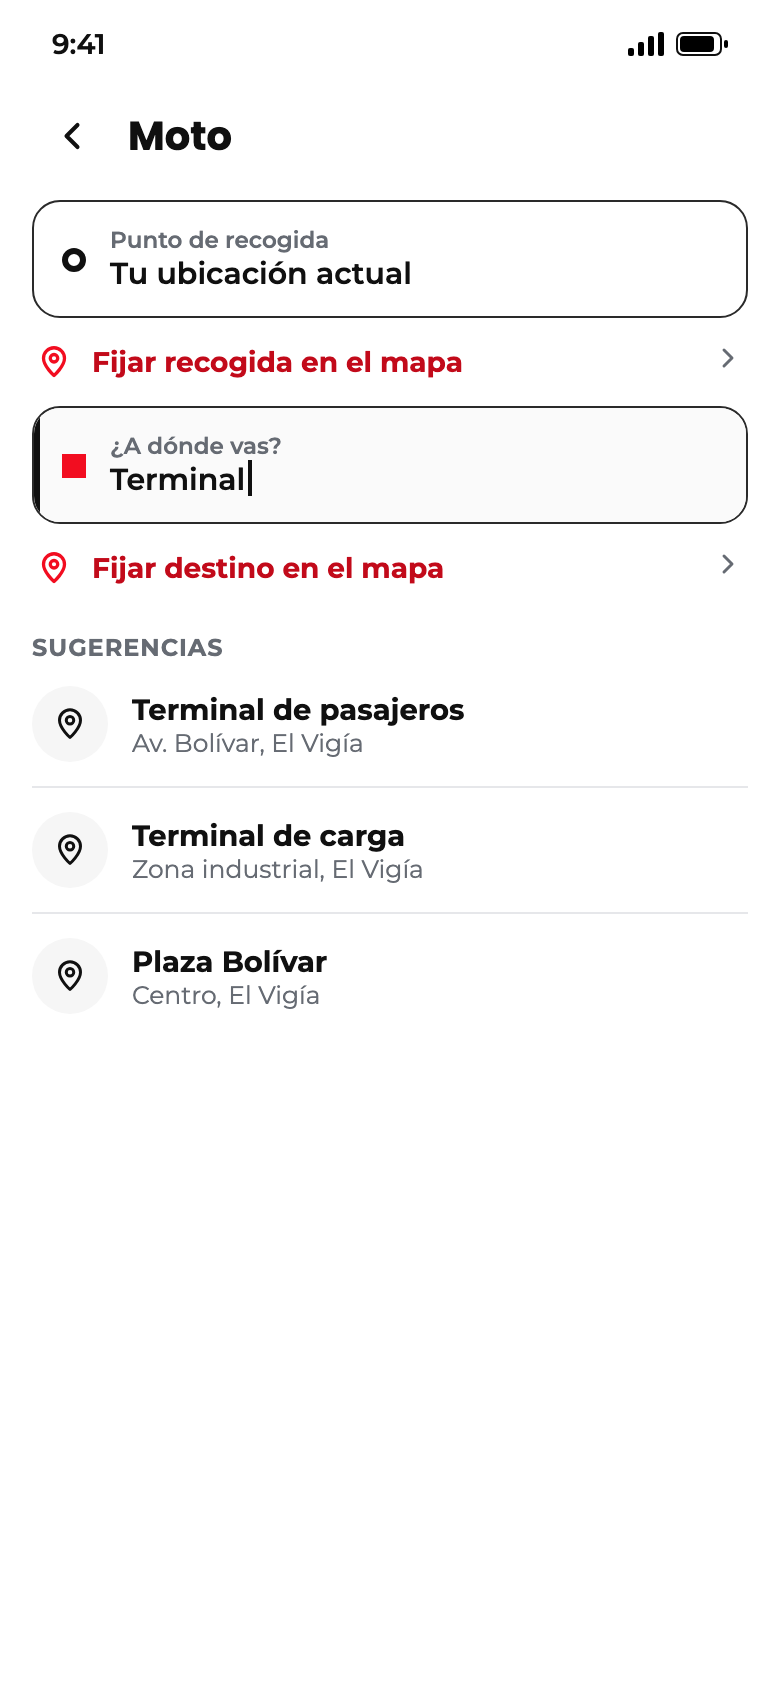 9:41
Moto
Punto de recogida
Tu ubicación actual
Fijar recogida en el mapa
¿A dónde vas?
Terminal
Fijar destino en el mapa
SUGERENCIAS
Terminal de pasajeros
Av. Bolívar, El Vigía
Terminal de carga
Zona industrial, El Vigía
Plaza Bolívar
Centro, El Vigía